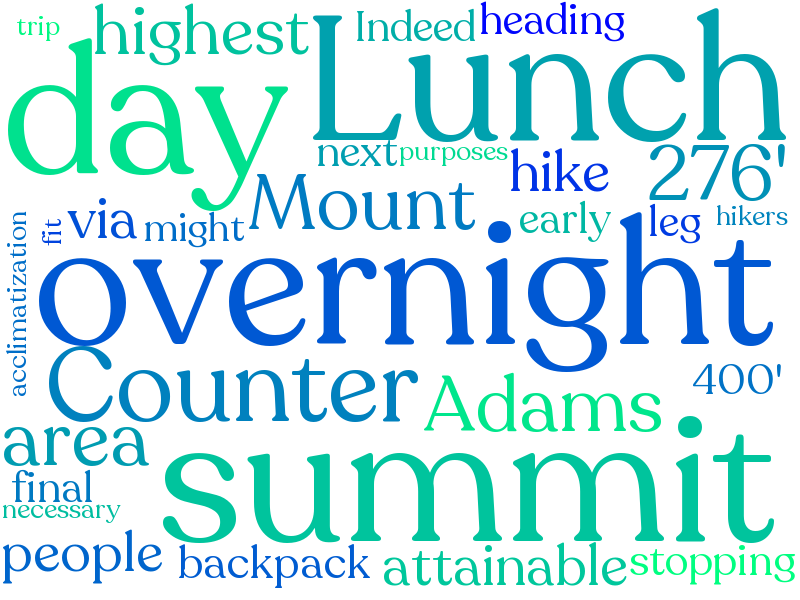 trip
highest
Indeed
heading
day
Lunch
next
purposes
hike
276'
Mount
acclimatization
fit
via
might
early
leg
hikers
overnight
Counter
Adams
400'
area
summit
final
necessary
people
backpack
attainable
stopping